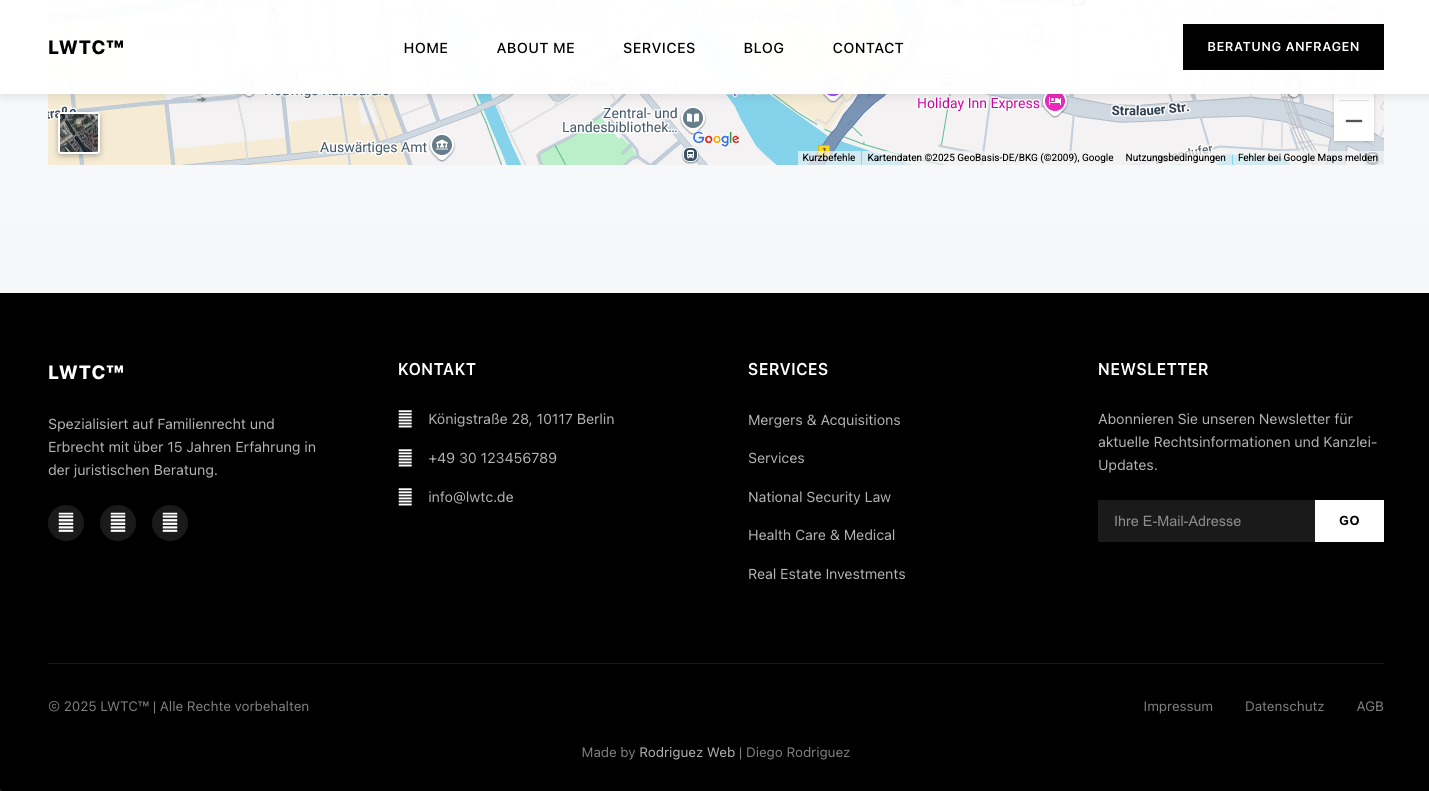 LWTC™
HOME
ABOUT ME
SERVICES
BLOG
CONTACT
BERATUNG ANFRAGEN
Holiday Inn Express
Stralauer Str.
Zentral- und
Landesbibliothek...
Google
Auswärtiges Amt
Kurzbefehle
Kartendaten ©2025 GeoBasis-DE/BKG (©2009), Google
Nutzungsbedingungen
Fehler bei Google Maps melden
LWTC™
Spezialisiert auf Familienrecht und
Erbrecht mit über 15 Jahren Erfahrung in
der juristischen Beratung.
KONTAKT
Königstraße 28, 10117 Berlin
+49 30 123456789
info@lwtc.de
SERVICES
Mergers & Acquisitions
Services
National Security Law
Health Care & Medical
Real Estate Investments
NEWSLETTER
Abonnieren Sie unseren Newsletter für
aktuelle Rechtsinformationen und Kanzlei-
Updates.
Ihre E-Mail-Adresse
GO
© 2025 LWTC™ | Alle Rechte vorbehalten
Impressum
Datenschutz
AGB
Made by Rodriguez Web | Diego Rodriguez